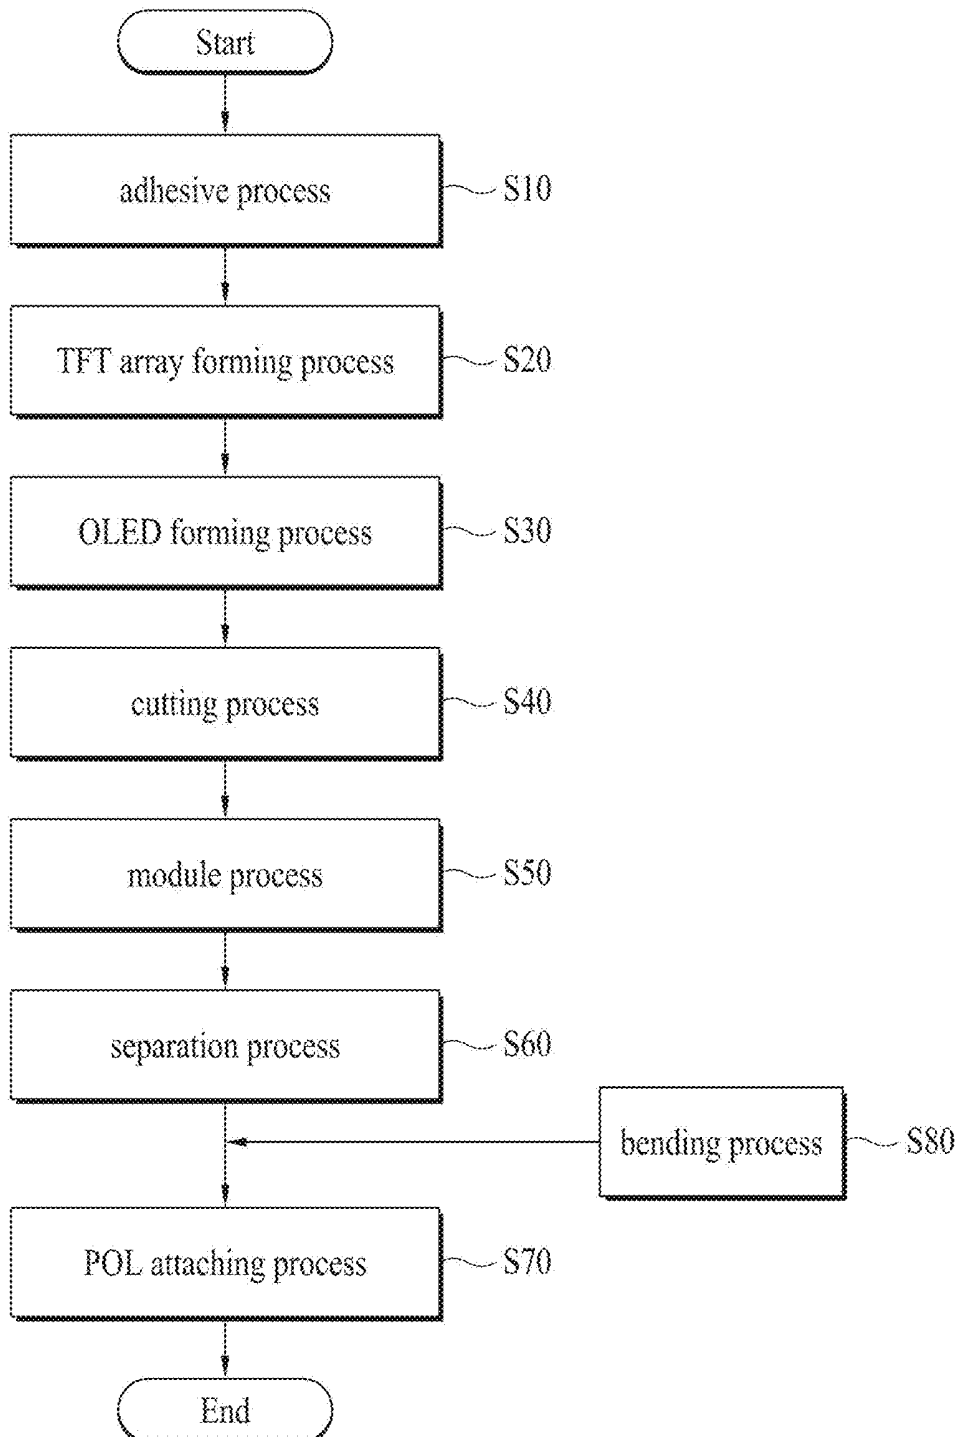 Start
adhesive process
S10
TFT array forming process
S20
OLED forming process
S30
cutting process
S40
module process
S50
separation process
S60
bending process
S80
POL attaching process
S70
End